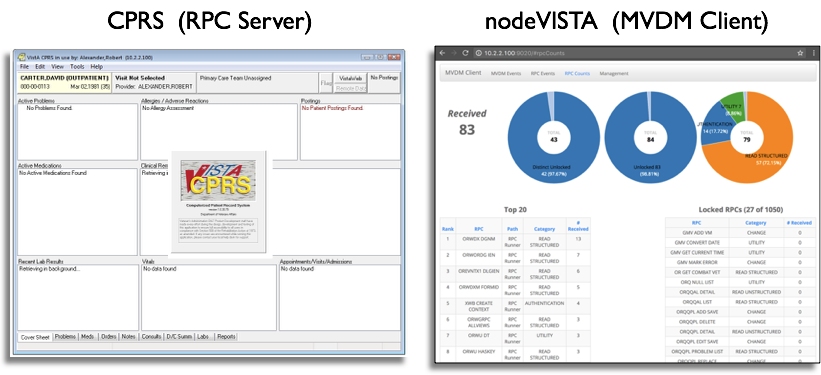 CPRS (RPC Server)
nodeVISTA (MVDM Client)
VistA CPRS in use by: Alexander,Robert (10.2.2.100)
File Edit View Tools Help
CARTER,DAVID (OUTPATIENT) Visit Not Selected Primary Care Team Unassigned Flag VistaWeb No Postings
000-00-0113 Mar 02,1981 (35) Provider: ALEXANDER,ROBERT Remote Data
Active Problems Allergies / Adverse Reactions Postings
No Problems Found. No Allergy Assessment No Patient Postings Found.
Active Medications Clinical Rem
No Active Medications Found Retrieving i
VISTA
CPRS
Computerized Patient Record System
Department of Veterans Affairs
Recent Lab Results Vitals Appointments/Visits/Admissions
Retrieving in background... No data found No data found
Cover Sheet Problems Meds Orders Notes Consults D/C Summ Labs Reports
10.2.2.100:9020/#rpcCounts
MVDM Client MVDM Events RPC Events RPC Counts Management
Received
83
TOTAL
43
Distinct Unlocked
42 (97.67%)
TOTAL
84
Unlocked 83
(98.81%)
TOTAL
79
UTILITY 7
(8.86%)
UTHENTICATION
14 (17.72%)
READ STRUCTURED
57 (72.15%)
Top 20
Rank RPC Path Category # Received
1 ORWDX DGNM RPC Runner READ STRUCTURED 13
2 ORWORDG IEN RPC Runner READ STRUCTURED 7
3 OREVNTX1 DLGIEN RPC Runner READ STRUCTURED 6
4 ORWDXM FORMID RPC Runner READ STRUCTURED 5
5 XWB CREATE CONTEXT RPC Runner AUTHENTICATION 4
6 ORWGRPC ALLVIEWS RPC Runner READ STRUCTURED 3
7 ORWU DT RPC Runner UTILITY 3
8 ORWU HASKEY RPC READ 3
Locked RPCs (27 of 1050)
RPC Category # Received
GMV ADD VM CHANGE 0
GMV CONVERT DATE UTILITY 0
GMV GET CURRENT TIME UTILITY 0
GMV MARK ERROR CHANGE 0
OR GET COMBAT VET READ STRUCTURED 0
ORQ NULL LIST UTILITY 0
ORQQAL DETAIL READ UNSTRUCTURED 0
ORQQAL LIST READ STRUCTURED 0
ORQQPL ADD SAVE CHANGE 0
ORQQPL DELETE CHANGE 0
ORQQPL DETAIL READ UNSTRUCTURED 0
ORQQPL EDIT SAVE CHANGE 0
ORQQPL PROBLEM LIST READ STRUCTURED 0
ORQQPL REPLACE CHANGE 0